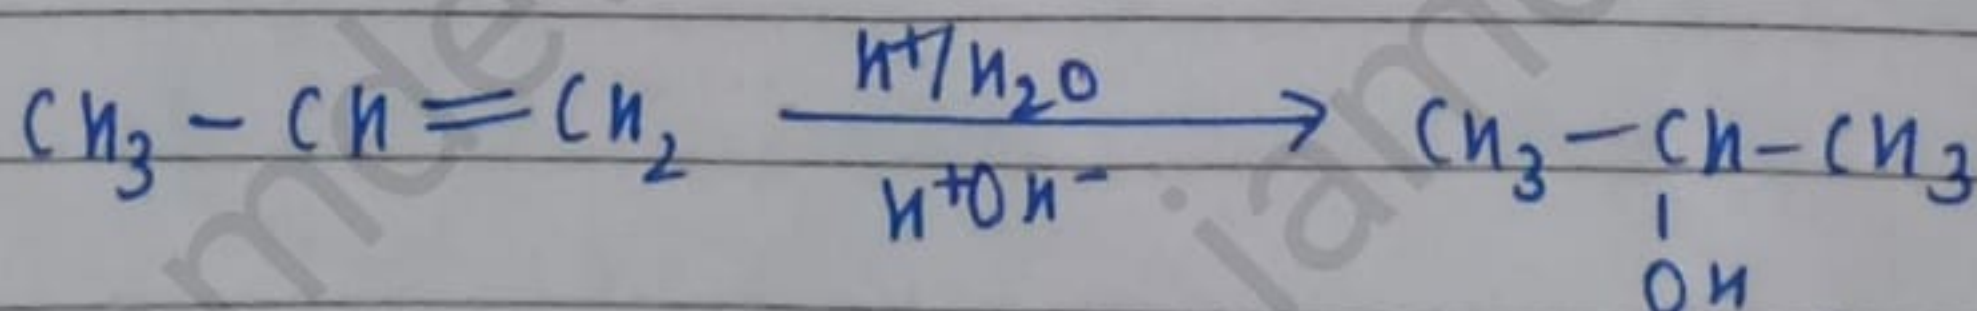 CH₃ – CH = CH₂ —H⁺/H₂O→ CH₃ – CH – CH₃
H⁺OH⁻
|
OH